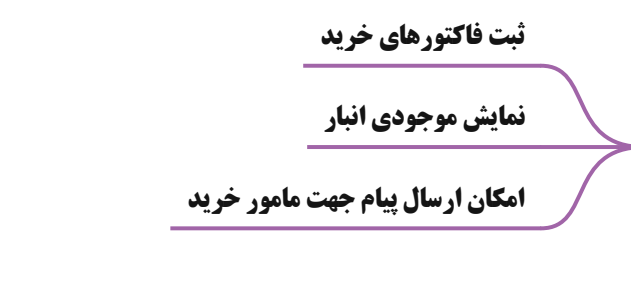 ثبت فاکتورهای خرید
نمایش موجودی انبار
امکان ارسال پیام جهت مامور خرید